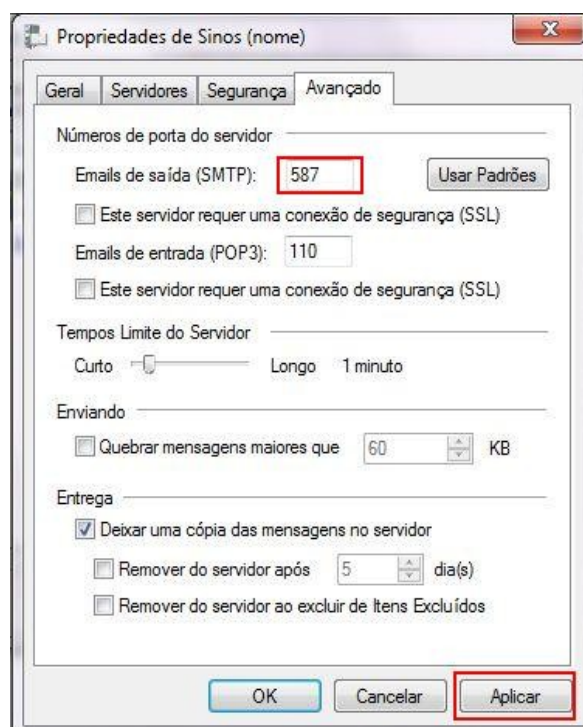 Propriedades de Sinos (nome)
Geral Servidores Segurança Avançado
Números de porta do servidor
Emails de saída (SMTP): 587 Usar Padrões
Este servidor requer uma conexão de segurança (SSL)
Emails de entrada (POP3): 110
Este servidor requer uma conexão de segurança (SSL)
Tempos Limite do Servidor
Curto Longo 1 minuto
Enviando
Quebrar mensagens maiores que 60 KB
Entrega
Deixar uma cópia das mensagens no servidor
Remover do servidor após 5 dia(s)
Remover do servidor ao excluir de Itens Excluídos
OK Cancelar Aplicar